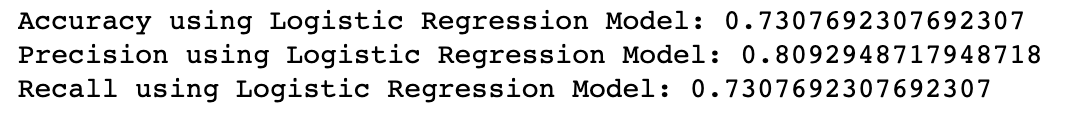 Accuracy using Logistic Regression Model: 0.7307692307692307
Precision using Logistic Regression Model: 0.8092948717948718
Recall using Logistic Regression Model: 0.7307692307692307